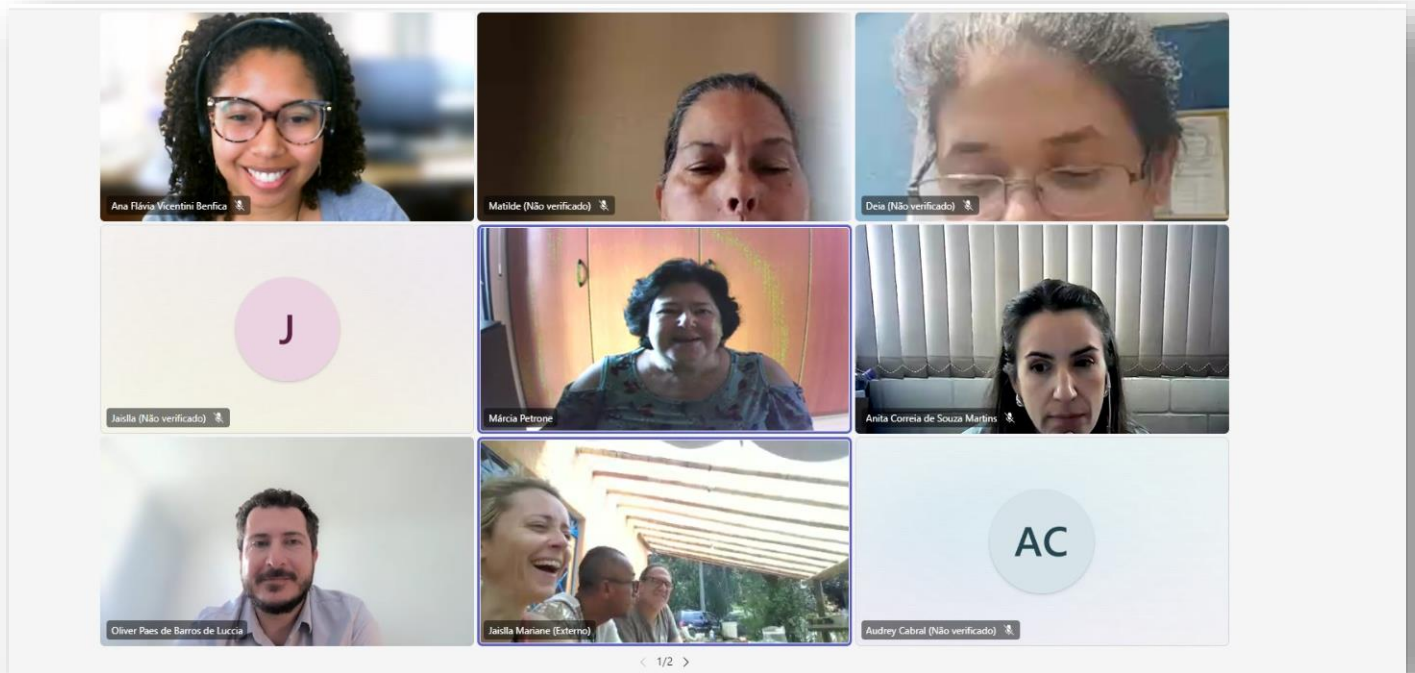 Ana Flávia Vicentini Benfica
Matilde (Não verificado)
Deia (Não verificado)
J
Jaislla (Não verificado)
Márcia Petrone
Anita Correia de Souza Martins
Oliver Paes de Barros de Luccia
Jaislla Mariane (Externo)
AC
Audrey Cabral (Não verificado)
1/2